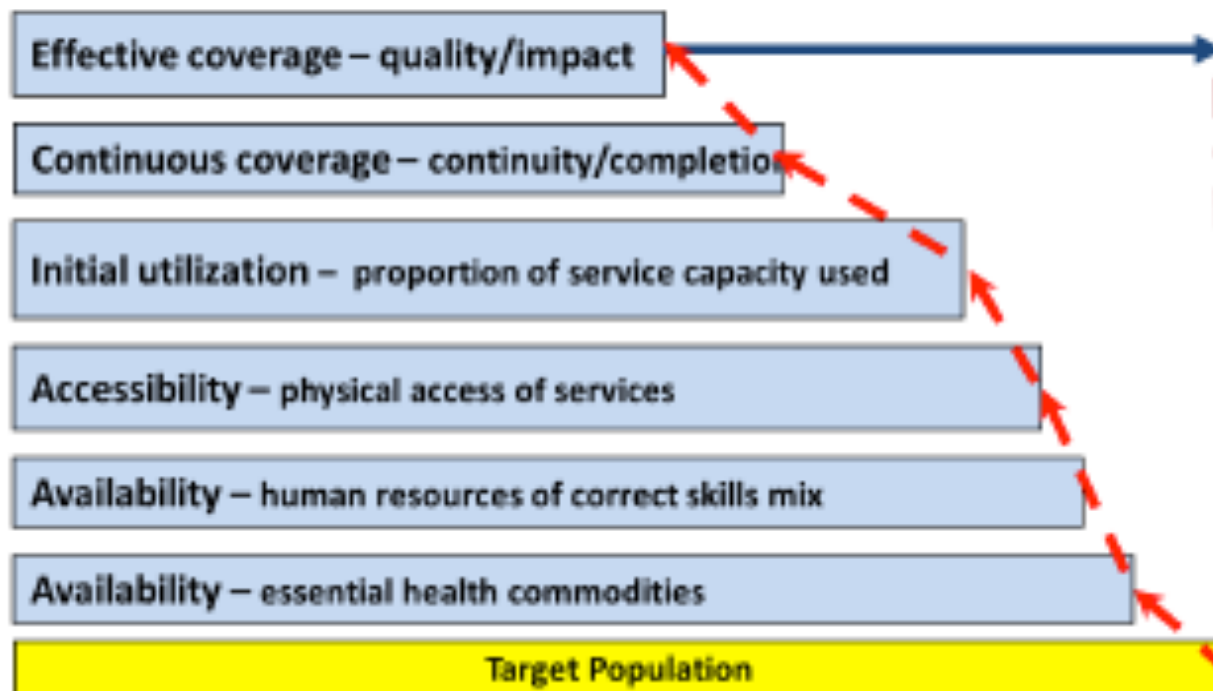 Effective coverage – quality/impact
Continuous coverage – continuity/completion
Initial utilization – proportion of service capacity used
Accessibility – physical access of services
Availability – human resources of correct skills mix
Availability – essential health commodities
Target Population